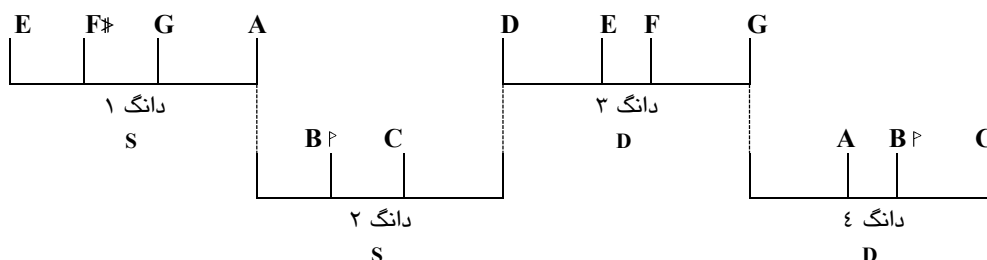 E F𝇩 G A D E F G
دانگ ۱ دانگ ۳
S D
B𝇪 C A B𝇪
دانگ ۲ دانگ ٤
S D